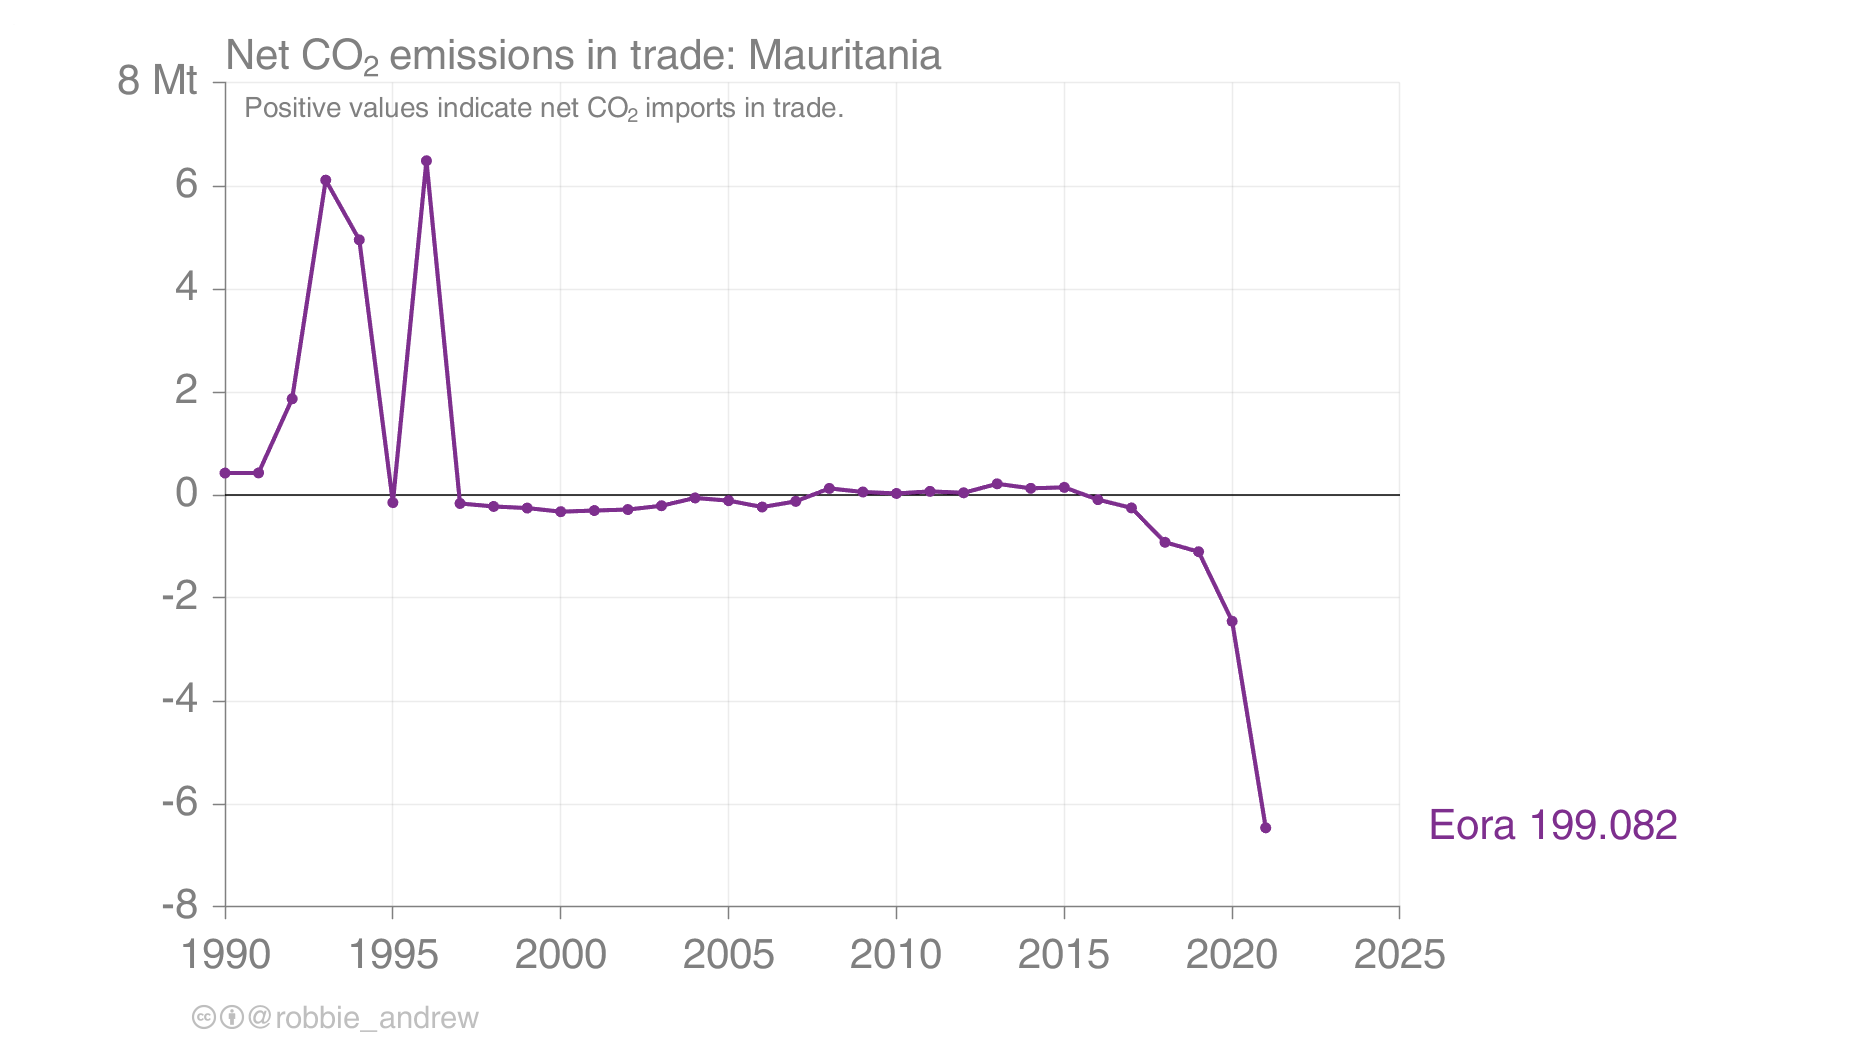 Net CO₂ emissions in trade: Mauritania
8 Mt
Positive values indicate net CO₂ imports in trade.
6
4
2
0
-2
-4
-6
Eora 199.082
-8
1990 1995 2000 2005 2010 2015 2020 2025
@robbie_andrew